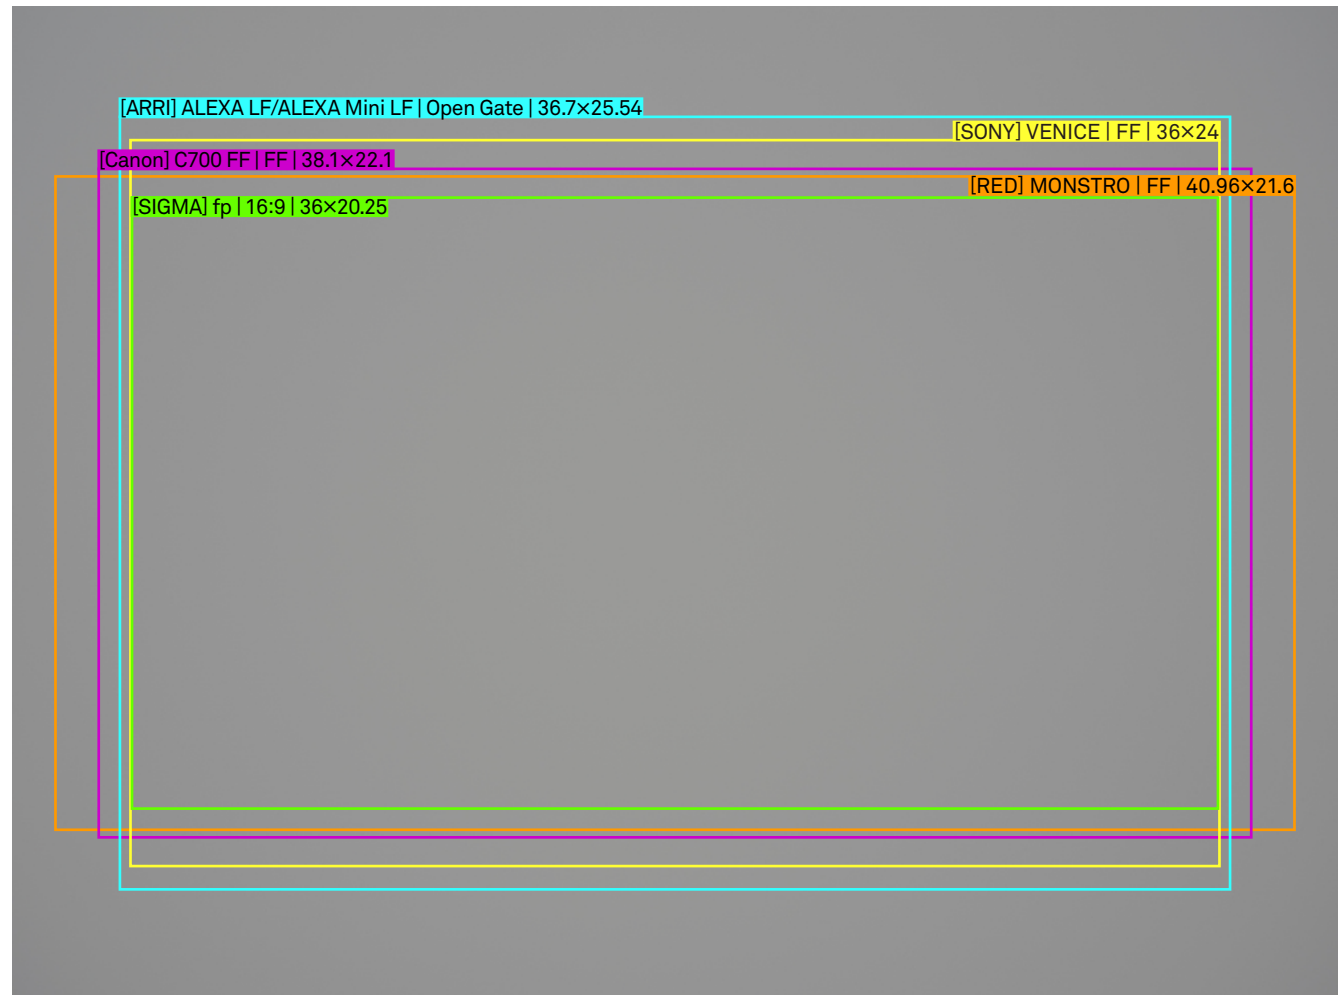 [ARRI] ALEXA LF/ALEXA Mini LF | Open Gate | 36.7×25.54
[SONY] VENICE | FF | 36×24
[Canon] C700 FF | FF | 38.1×22.1
[RED] MONSTRO | FF | 40.96×21.6
[SIGMA] fp | 16:9 | 36×20.25